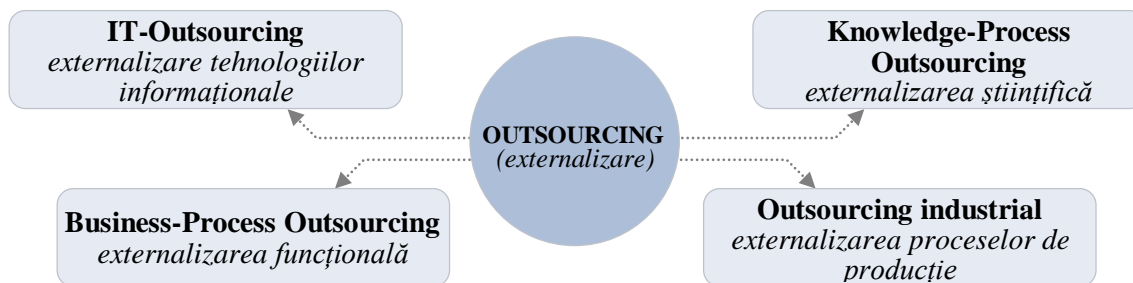 IT-Outsourcing
externalizare tehnologiilor
informaționale
Knowledge-Process
Outsourcing
externalizarea științifică
OUTSOURCING
(externalizare)
Business-Process Outsourcing
externalizarea funcțională
Outsourcing industrial
externalizarea proceselor de
producție